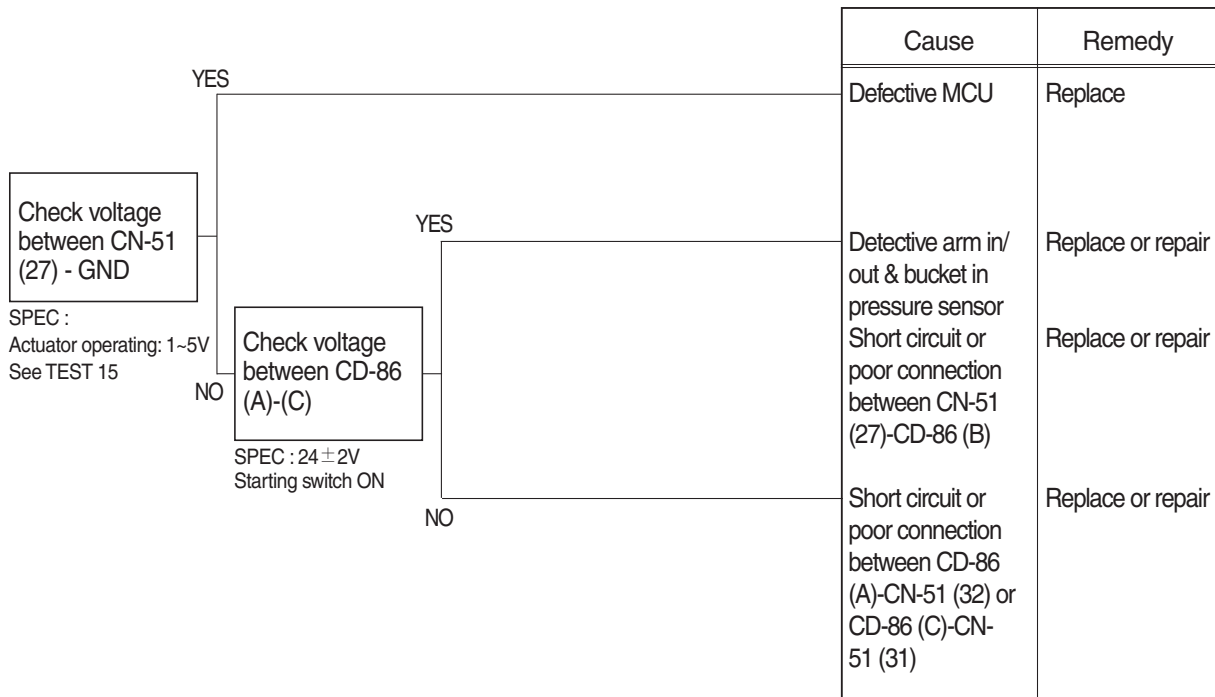 Cause Remedy
YES
Defective MCU Replace
Check voltage
between CN-51
(27) - GND
SPEC :
Actuator operating: 1~5V
See TEST 15
YES
Detective arm in/ Replace or repair
out & bucket in
pressure sensor
Short circuit or Replace or repair
poor connection
between CN-51
(27)-CD-86 (B)
NO
Check voltage
between CD-86
(A)-(C)
SPEC : 24±2V
Starting switch ON
NO
Short circuit or Replace or repair
poor connection
between CD-86
(A)-CN-51 (32) or
CD-86 (C)-CN-
51 (31)